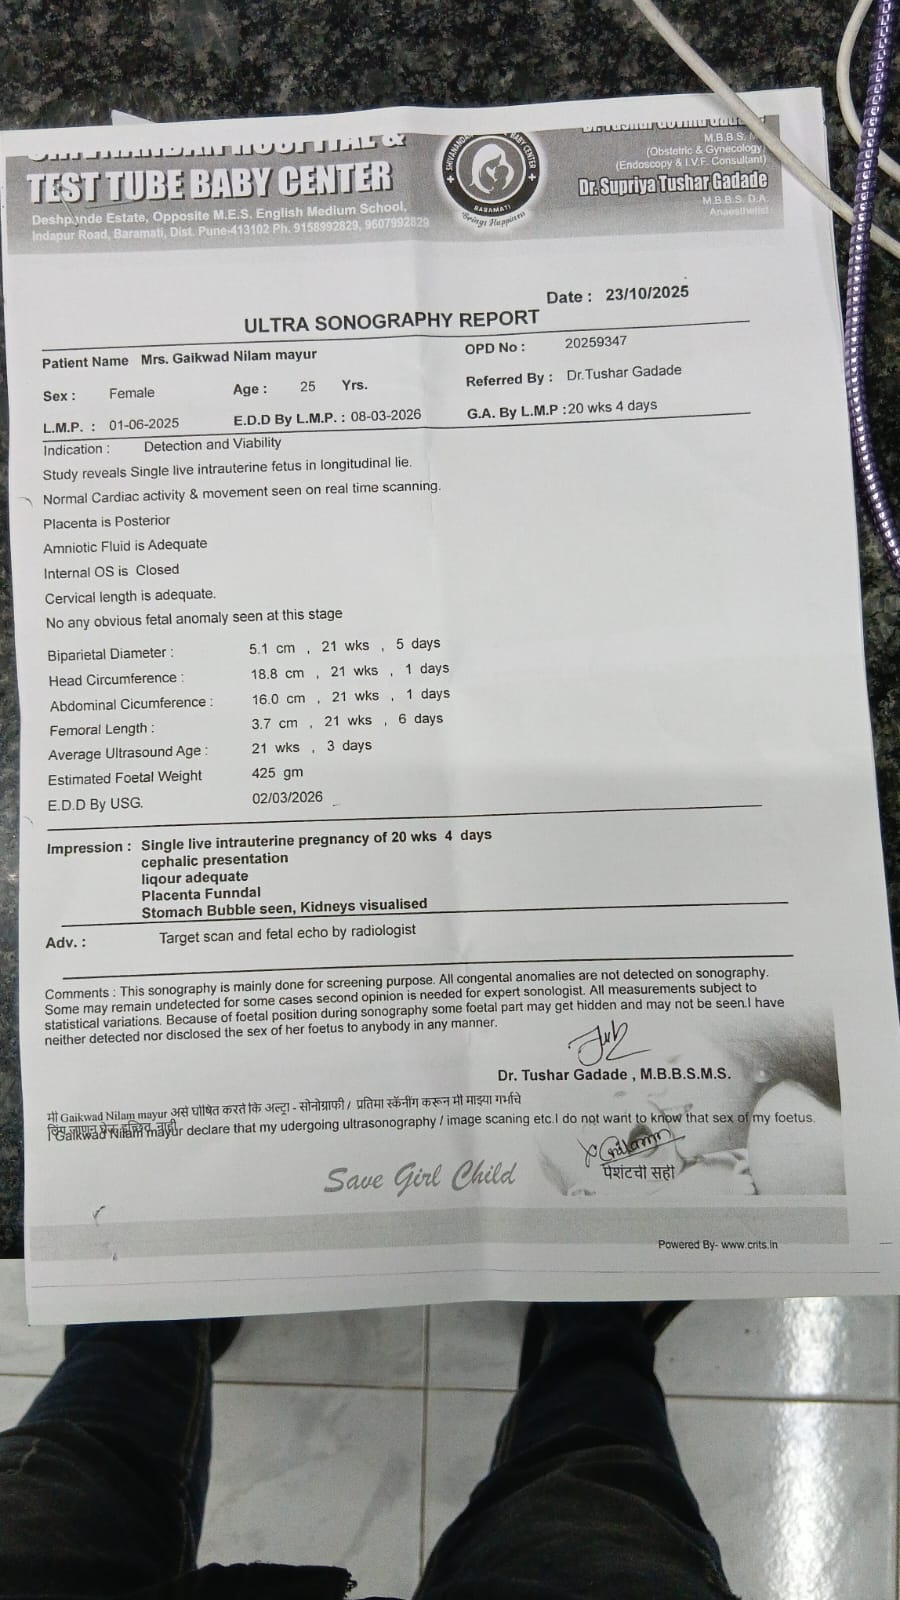 TEST TUBE BABY CENTER
Deshpande Estate, Opposite M.E.S. English Medium School,
Indapur Road, Baramati, Dist. Pune-413102 Ph. 9158992829, 9607992829
BABY CENTER
BARAMATI
Brings Happiness
M.B.B.S.
(Obstetric & Gynecology)
(Endoscopy & I.V.F. Consultant)
Dr. Supriya Tushar Gadade
M.B.B.S. D.A.
Anaesthetist
Date : 23/10/2025
ULTRA SONOGRAPHY REPORT
Patient Name Mrs. Gaikwad Nilam mayur OPD No : 20259347
Sex : Female Age : 25 Yrs. Referred By : Dr.Tushar Gadade
L.M.P. : 01-06-2025 E.D.D By L.M.P. : 08-03-2026 G.A. By L.M.P :20 wks 4 days
Indication : Detection and Viability
Study reveals Single live intrauterine fetus in longitudinal lie.
Normal Cardiac activity & movement seen on real time scanning.
Placenta is Posterior
Amniotic Fluid is Adequate
Internal OS is Closed
Cervical length is adequate.
No any obvious fetal anomaly seen at this stage
Biparietal Diameter : 5.1 cm , 21 wks , 5 days
Head Circumference : 18.8 cm , 21 wks , 1 days
Abdominal Cicumference : 16.0 cm , 21 wks , 1 days
Femoral Length : 3.7 cm , 21 wks , 6 days
Average Ultrasound Age : 21 wks , 3 days
Estimated Foetal Weight 425 gm
E.D.D By USG. 02/03/2026
Impression : Single live intrauterine pregnancy of 20 wks 4 days
cephalic presentation
liqour adequate
Placenta Funndal
Stomach Bubble seen, Kidneys visualised
Adv. : Target scan and fetal echo by radiologist
Comments : This sonography is mainly done for screening purpose. All congental anomalies are not detected on sonography.
Some may remain undetected for some cases second opinion is needed for expert sonologist. All measurements subject to
statistical variations. Because of foetal position during sonography some foetal part may get hidden and may not be seen.I have
neither detected nor disclosed the sex of her foetus to anybody in any manner.
Dr. Tushar Gadade , M.B.B.S.M.S.
मी Gaikwad Nilam mayur असे घोषित करते कि अल्ट्रा - सोनोग्राफी / प्रतिमा स्कॅनींग करून मी माझ्या गर्भाचे
I Gaikwad Nilam mayur declare that my udergoing ultrasonography / image scaning etc.I do not want to know that sex of my foetus.
पेशंटची सही
Save Girl Child
Powered By- www.crits.in